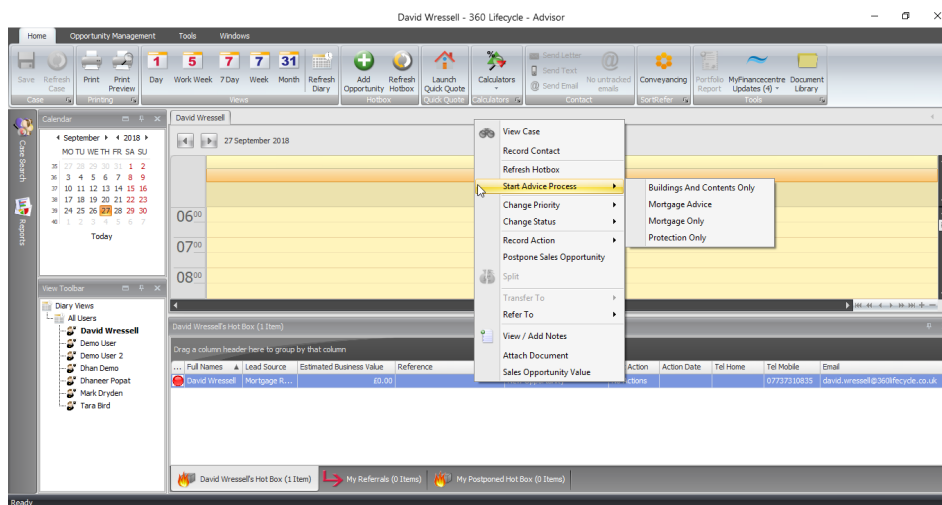 David Wressell - 360 Lifecycle - Advisor
Home Opportunity Management Tools Windows
1 5 7 7 31
Save Refresh Case Print Print Preview Day Work Week 7 Day Week Month Refresh Diary Add Opportunity Refresh Hotbox Launch Quick Quote Calculators Send Letter Send Text Send Email No untracked emails Conveyancing Portfolio Report MyFinancecentre Updates (4) Document Library
Case Printing Views Hotbox Quick Quote Calculators Contact SortRefer Tools
Case Search
Reports
Calendar
September 2018
MO TU WE TH FR SA SU
35 27 28 29 30 31 1 2
36 3 4 5 6 7 8 9
37 10 11 12 13 14 15 16
38 17 18 19 20 21 22 23
39 24 25 26 27 28 29 30
40 1 2 3 4 5 6 7
Today
View Toolbar
Diary Views
All Users
David Wressell
Demo User
Demo User 2
Dhan Demo
Dhaneer Popat
Mark Dryden
Tara Bird
David Wressell
27 September 2018
06 00
07 00
08 00
View Case
Record Contact
Refresh Hotbox
Start Advice Process
Change Priority
Change Status
Record Action
Postpone Sales Opportunity
Split
Transfer To
Refer To
View / Add Notes
Attach Document
Sales Opportunity Value
Buildings And Contents Only
Mortgage Advice
Mortgage Only
Protection Only
David Wressell's Hot Box (1 Item)
Drag a column header here to group by that column
... Full Names Lead Source Estimated Business Value Reference Action Action Date Tel Home Tel Mobile Email
David Wressell Mortgage R... £0.00 07737310835 david.wressell@360lifecycle.co.uk
David Wressell's Hot Box (1 Item) My Referrals (0 Items) My Postponed Hot Box (0 Items)
Ready